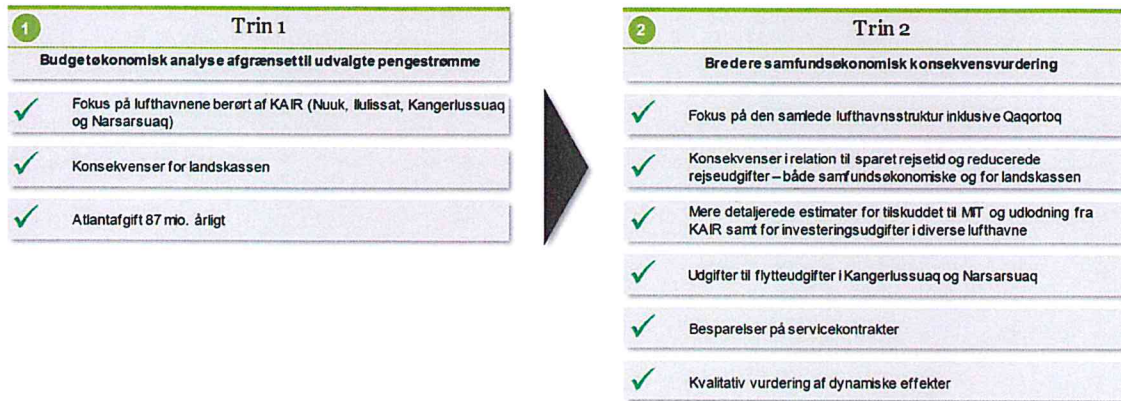 1
Trin 1
Budgetøkonomisk analyse afgrænset til udvalgte pengestrømme
Fokus på lufthavnene berørt af KAIR (Nuuk, Ilulissat, Kangerlussuaq
og Narsarsuaq)
Konsekvenser for landskassen
Atlantafgift 87 mio. årligt
2
Trin 2
Bredere samfundsøkonomisk konsekvensvurdering
Fokus på den samlede lufthavnsstruktur inklusive Qaqortoq
Konsekvenser i relation til sparet rejsetid og reducerede
rejseudgifter – både samfundsøkonomiske og for landskassen
Mere detaljerede estimater for tilskuddet til MIT og udlodning fra
KAIR samt for investeringsudgifter i diverse lufthavne
Udgifter til flytteudgifter i Kangerlussuaq og Narsarsuaq
Besparelser på servicekontrakter
Kvalitativ vurdering af dynamiske effekter